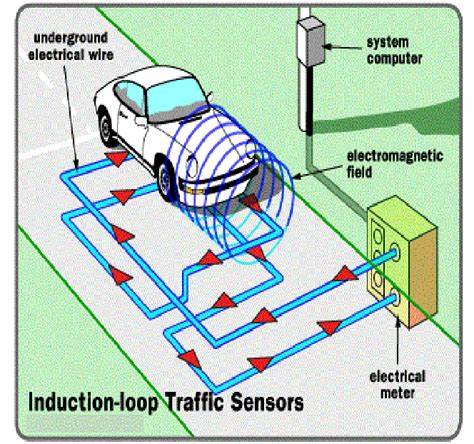 underground
electrical wire
system
computer
electromagnetic
field
electrical
meter
Induction-loop Traffic Sensors